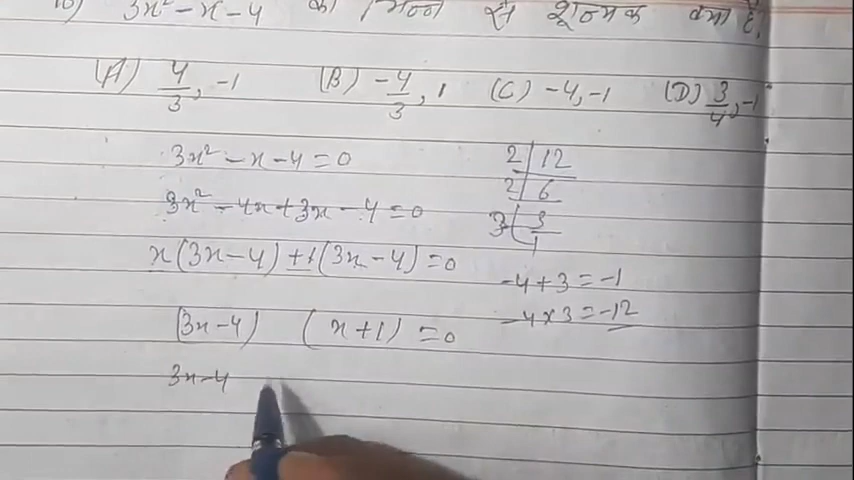 3x² - x - 4 का निम्न से शून्यक क्या है?
(A) 4/3, -1 (B) -4/3, 1 (C) -4, -1 (D) 3/4, -1
3x² - x - 4 = 0
3x² - 4x + 3x - 4 = 0
x(3x - 4) + 1(3x - 4) = 0
(3x - 4) (x + 1) = 0
3x - 4
2 | 12
2 | 6
3 | 3
1
-4 + 3 = -1
-4 × 3 = -12